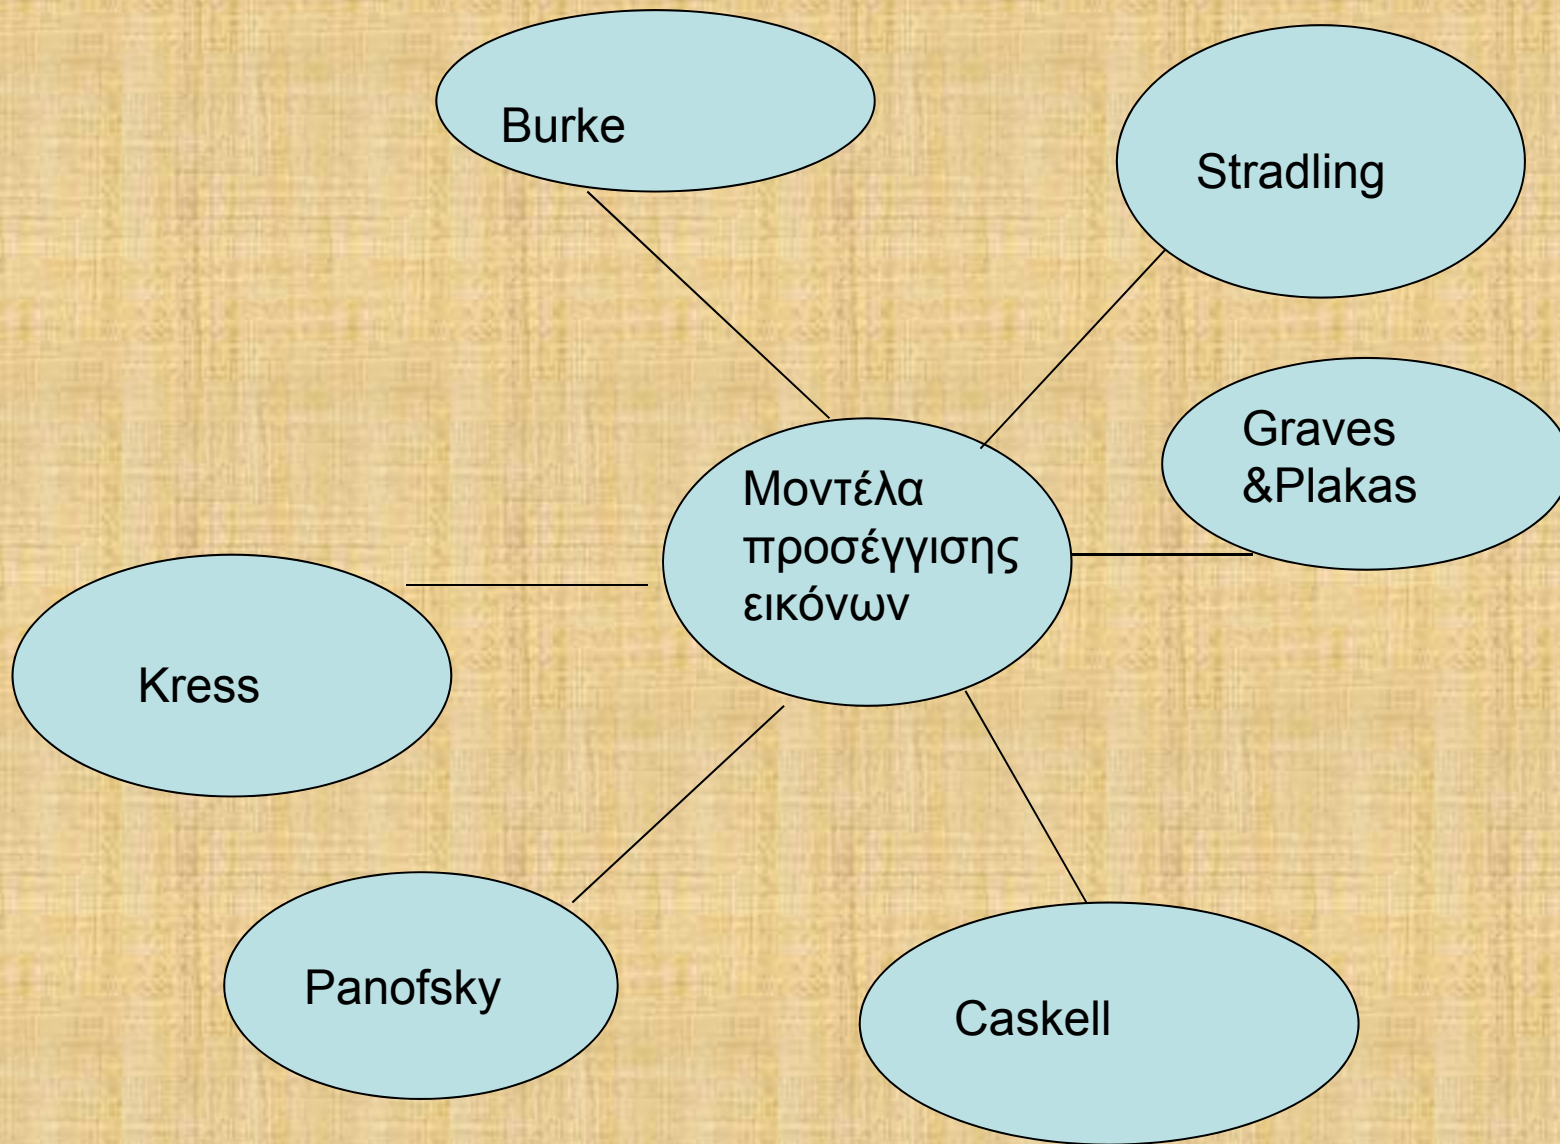 Burke
Stradling
Graves
&Plakas
Μοντέλα
προσέγγισης
εικόνων
Kress
Panofsky
Caskell